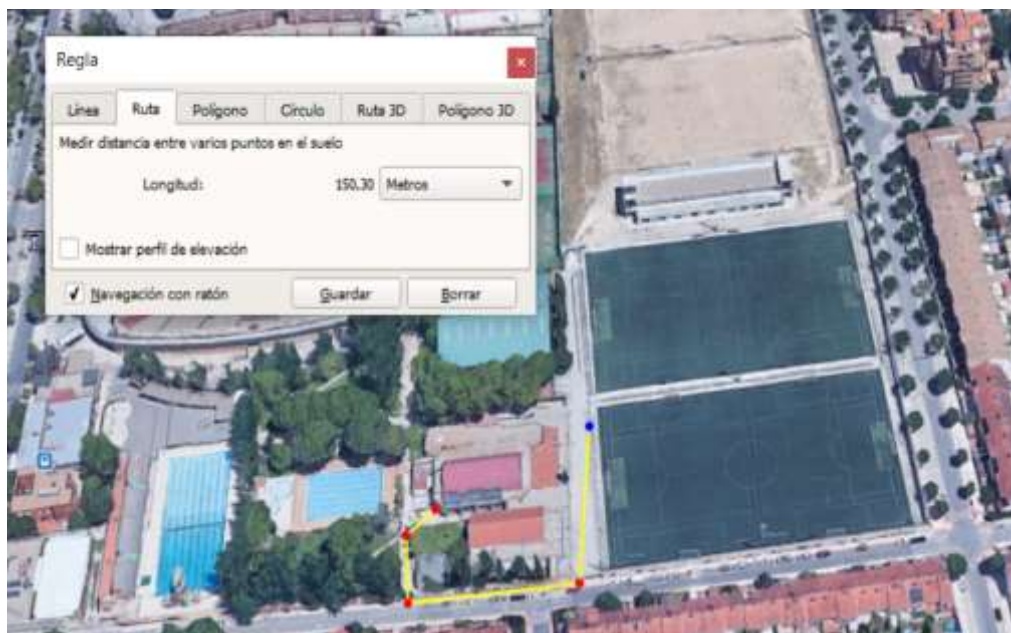 Regla
Línea Ruta Polígono Círculo Ruta 3D Polígono 3D
Medir distancia entre varios puntos en el suelo
Longitud: 150,30 Metros
Mostrar perfil de elevación
Navegación con ratón Guardar Borrar